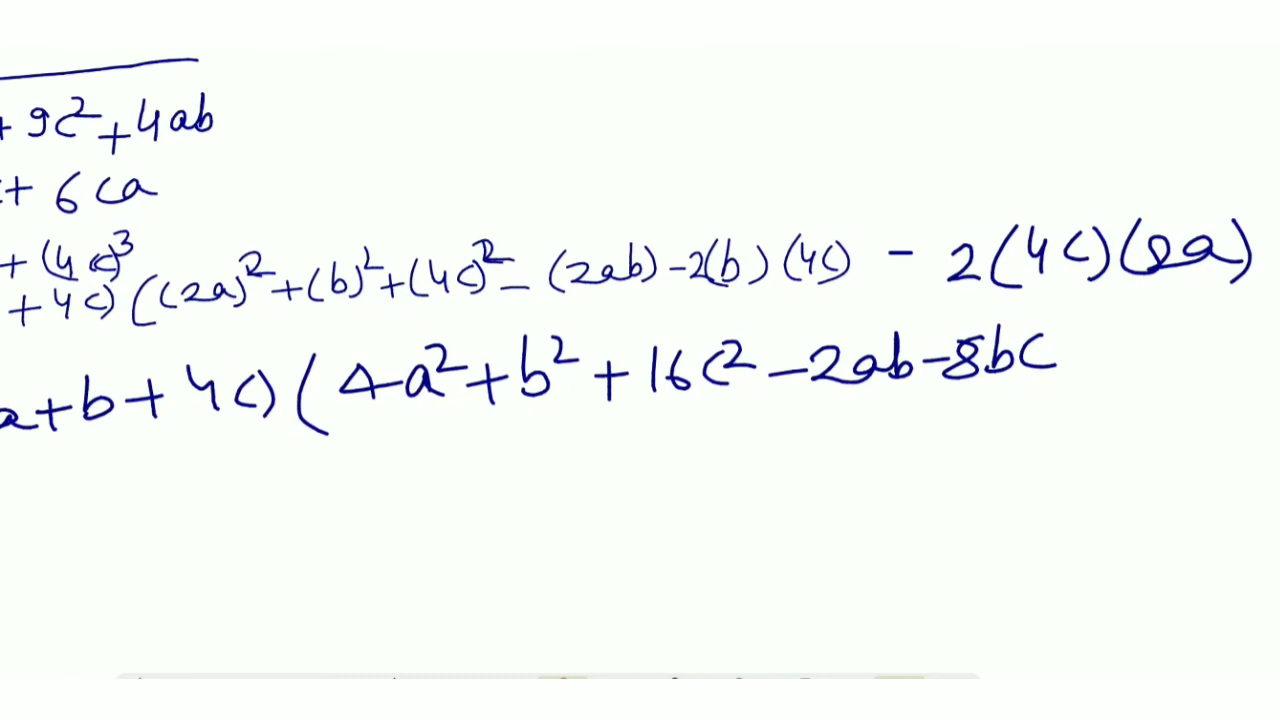 + 9c² + 4ab
+ 6ca
+ (4c)³
+ 4c) ((2a)² + (b)² + (4c)² - (2ab) - 2(b) (4c) - 2(4c)(2a)
a + b + 4c) (4a² + b² + 16c² - 2ab - 8bc